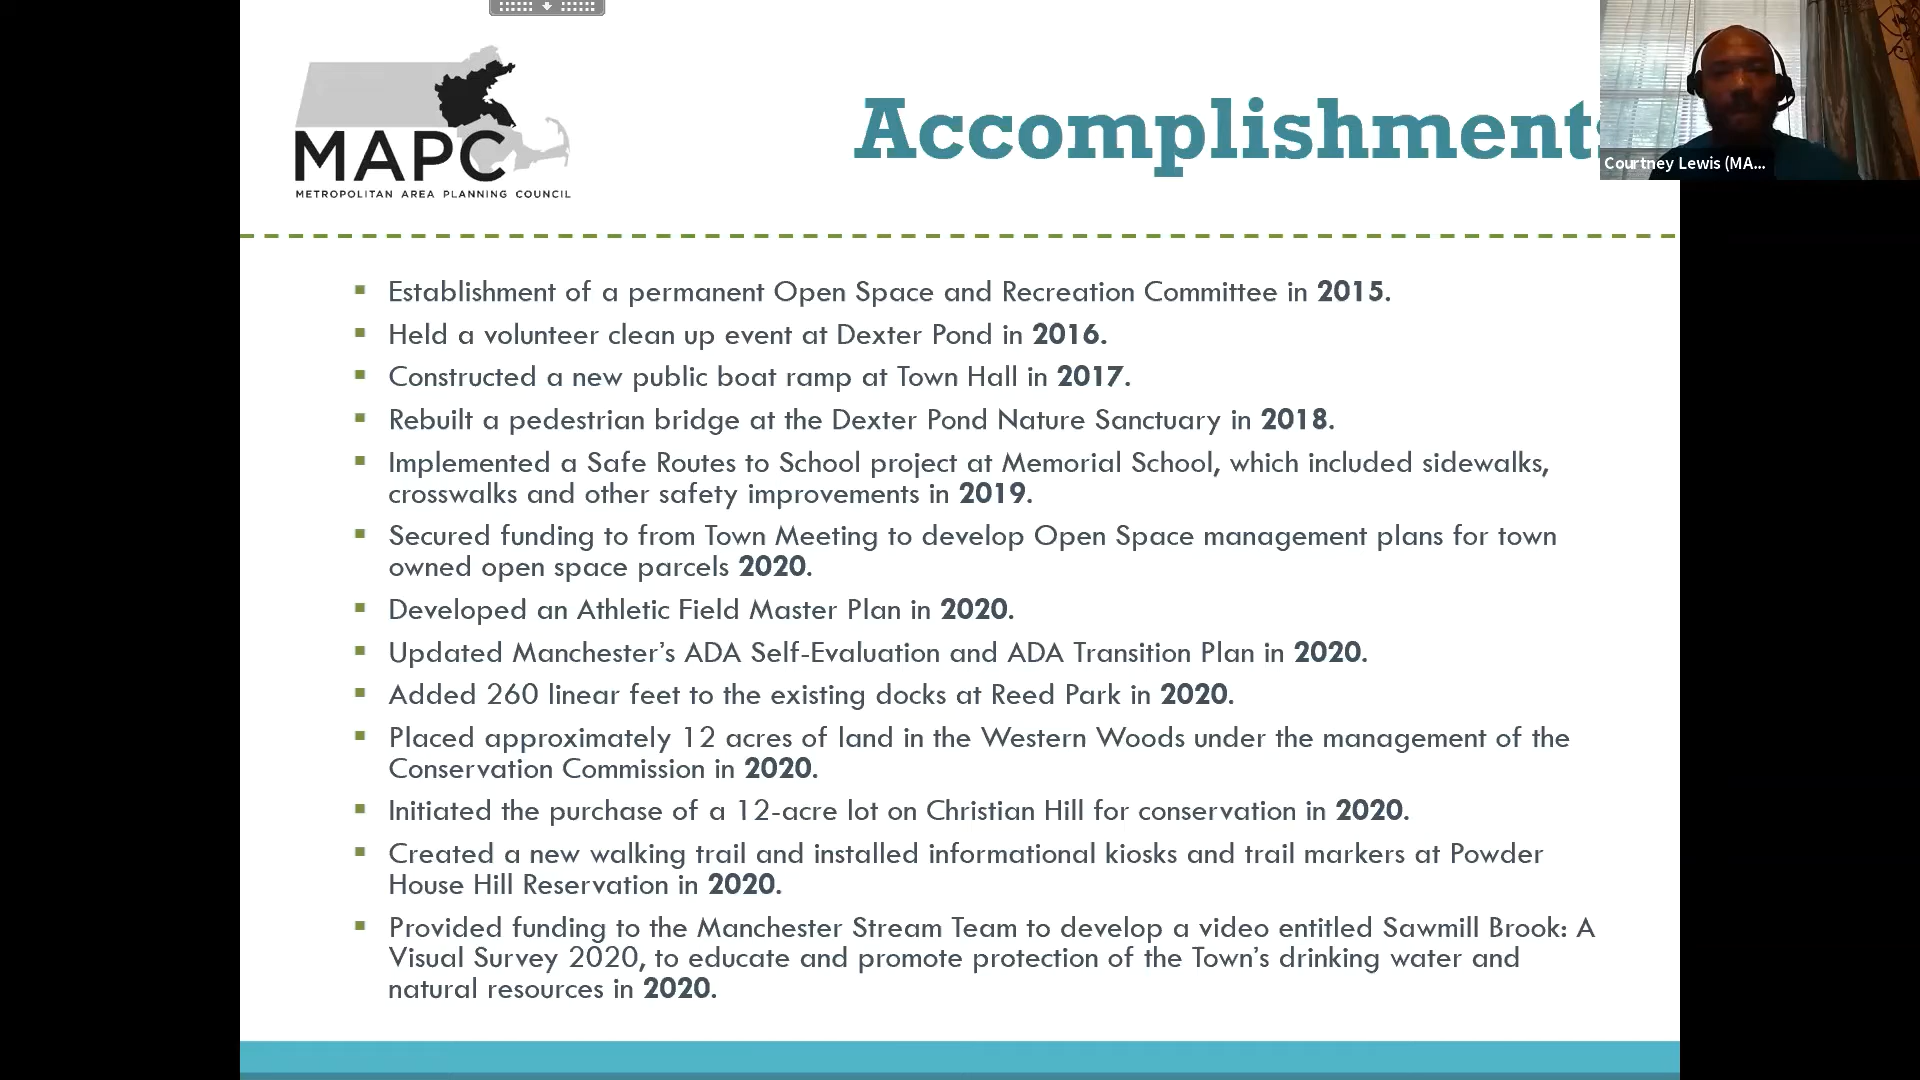 MAPC
METROPOLITAN AREA PLANNING COUNCIL
Accomplishment
Courtney Lewis (MA...
Establishment of a permanent Open Space and Recreation Committee in 2015.
Held a volunteer clean up event at Dexter Pond in 2016.
Constructed a new public boat ramp at Town Hall in 2017.
Rebuilt a pedestrian bridge at the Dexter Pond Nature Sanctuary in 2018.
Implemented a Safe Routes to School project at Memorial School, which included sidewalks,
crosswalks and other safety improvements in 2019.
Secured funding to from Town Meeting to develop Open Space management plans for town
owned open space parcels 2020.
Developed an Athletic Field Master Plan in 2020.
Updated Manchester’s ADA Self-Evaluation and ADA Transition Plan in 2020.
Added 260 linear feet to the existing docks at Reed Park in 2020.
Placed approximately 12 acres of land in the Western Woods under the management of the
Conservation Commission in 2020.
Initiated the purchase of a 12-acre lot on Christian Hill for conservation in 2020.
Created a new walking trail and installed informational kiosks and trail markers at Powder
House Hill Reservation in 2020.
Provided funding to the Manchester Stream Team to develop a video entitled Sawmill Brook: A
Visual Survey 2020, to educate and promote protection of the Town’s drinking water and
natural resources in 2020.